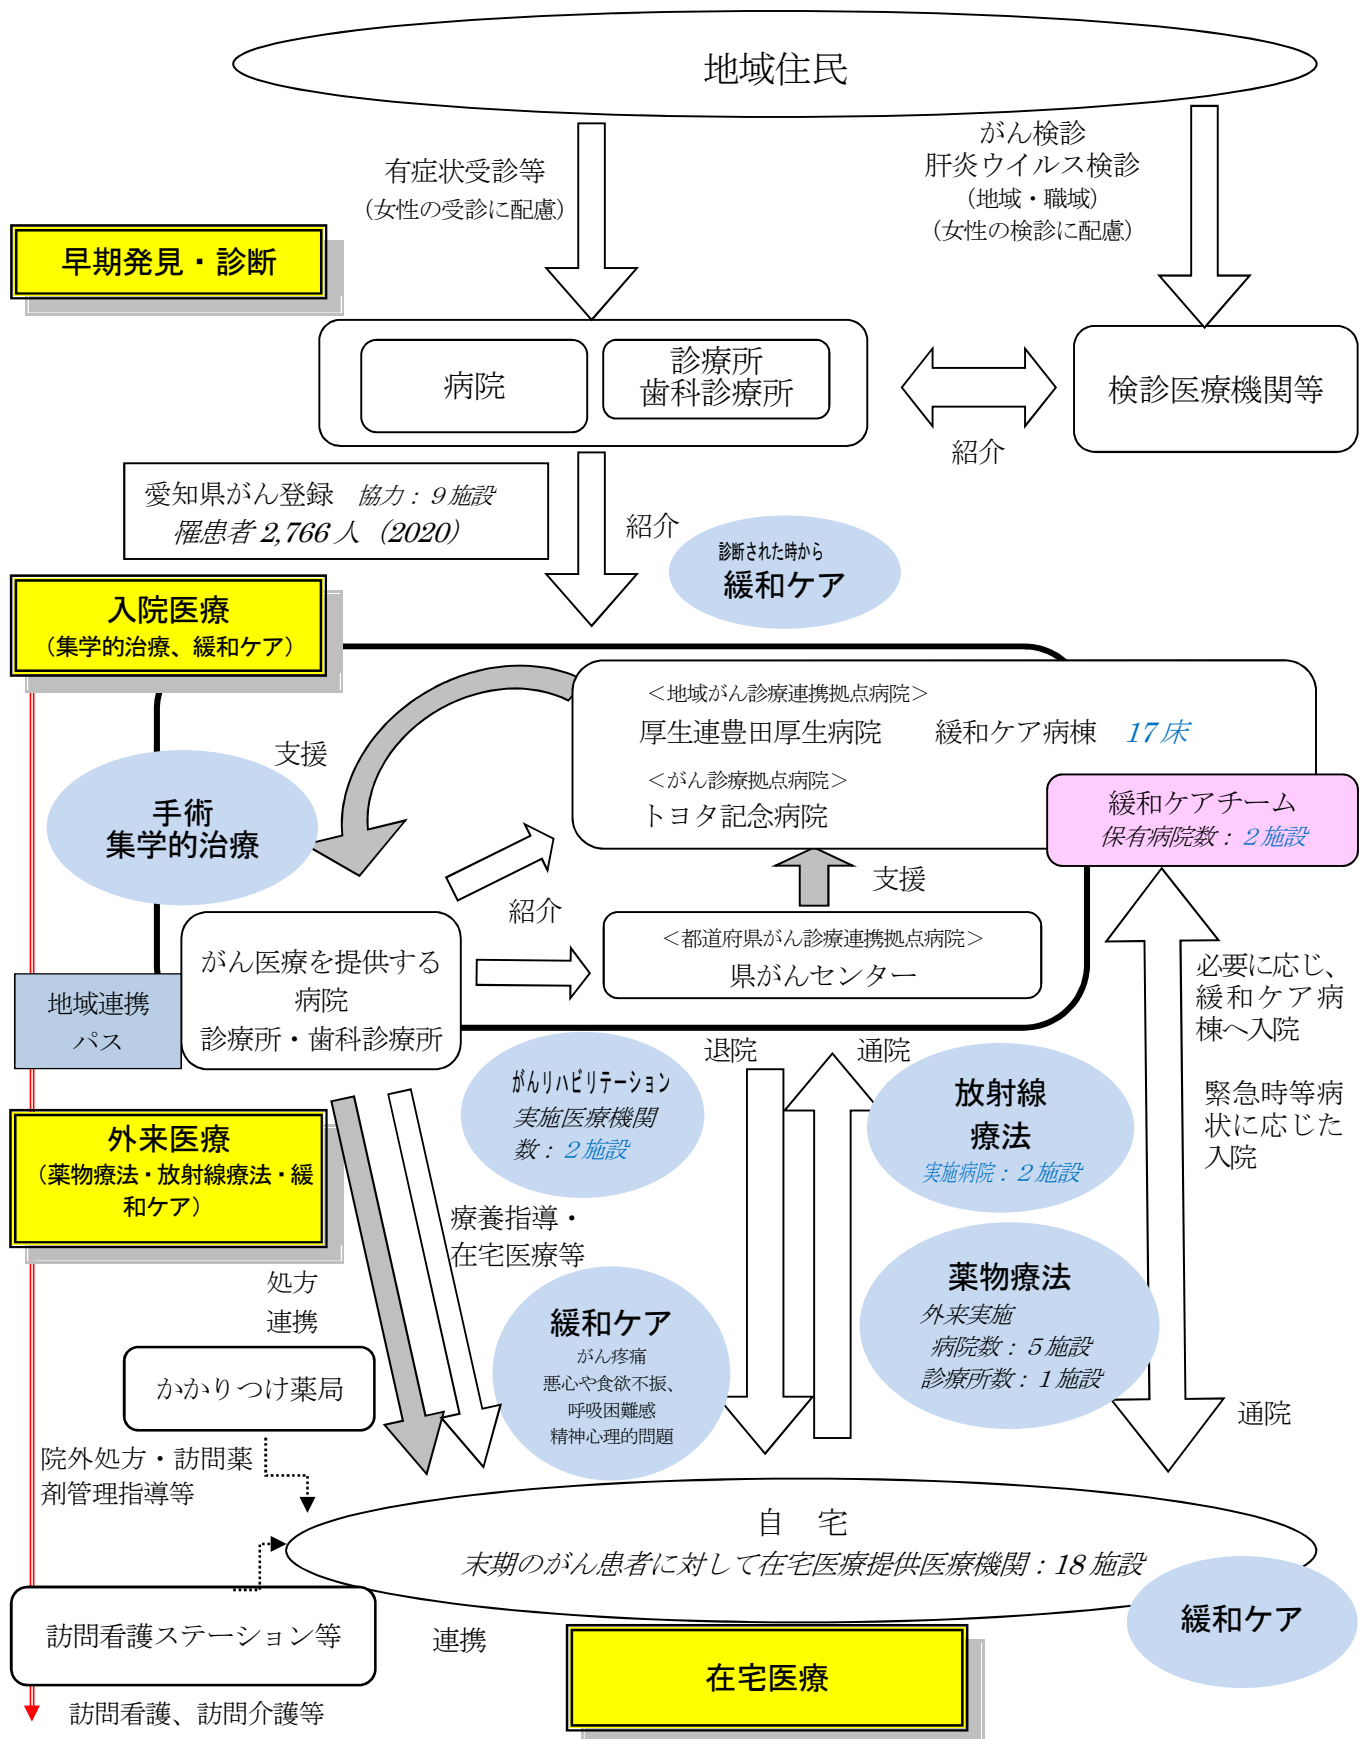 地域住民
有症状受診等
（女性の受診に配慮）
がん検診
肝炎ウイルス検診
（地域・職域）
（女性の検診に配慮）
早期発見・診断
病院
診療所
歯科診療所
検診医療機関等
紹介
愛知県がん登録　協力：９施設
罹患者 2,766 人（2020）
紹介
診断された時から
緩和ケア
入院医療
（集学的治療、緩和ケア）
＜地域がん診療連携拠点病院＞
厚生連豊田厚生病院　緩和ケア病棟　17 床
＜がん診療拠点病院＞
トヨタ記念病院
支援
手術
集学的治療
緩和ケアチーム
保有病院数：２施設
支援
紹介
＜都道府県がん診療連携拠点病院＞
県がんセンター
がん医療を提供する
病院
診療所・歯科診療所
地域連携
パス
必要に応じ、
緩和ケア病
棟へ入院
緊急時等病
状に応じた
入院
退院
通院
がんリハビリテーション
実施医療機関
数：２施設
放射線
療法
実施病院：２施設
外来医療
（薬物療法・放射線療法・緩
和ケア）
療養指導・
在宅医療等
処方
連携
薬物療法
外来実施
病院数：５施設
診療所数：１施設
緩和ケア
がん疼痛
悪心や食欲不振、
呼吸困難感
精神心理的問題
かかりつけ薬局
通院
院外処方・訪問薬
剤管理指導等
自　宅
末期のがん患者に対して在宅医療提供医療機関：18 施設
緩和ケア
訪問看護ステーション等
連携
在宅医療
訪問看護、訪問介護等